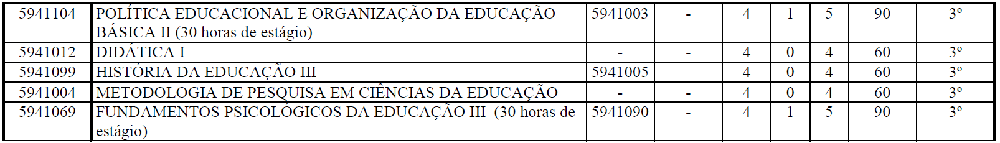 5941104 POLÍTICA EDUCACIONAL E ORGANIZAÇÃO DA EDUCAÇÃO 5941003 - 4 1 5 90 3º
BÁSICA II (30 horas de estágio)
5941012 DIDÁTICA I - - 4 0 4 60 3º
5941099 HISTÓRIA DA EDUCAÇÃO III 5941005 4 0 4 60 3º
5941004 METODOLOGIA DE PESQUISA EM CIÊNCIAS DA EDUCAÇÃO - - 4 0 4 60 3º
5941069 FUNDAMENTOS PSICOLÓGICOS DA EDUCAÇÃO III (30 horas de 5941090 - 4 1 5 90 3º
estágio)